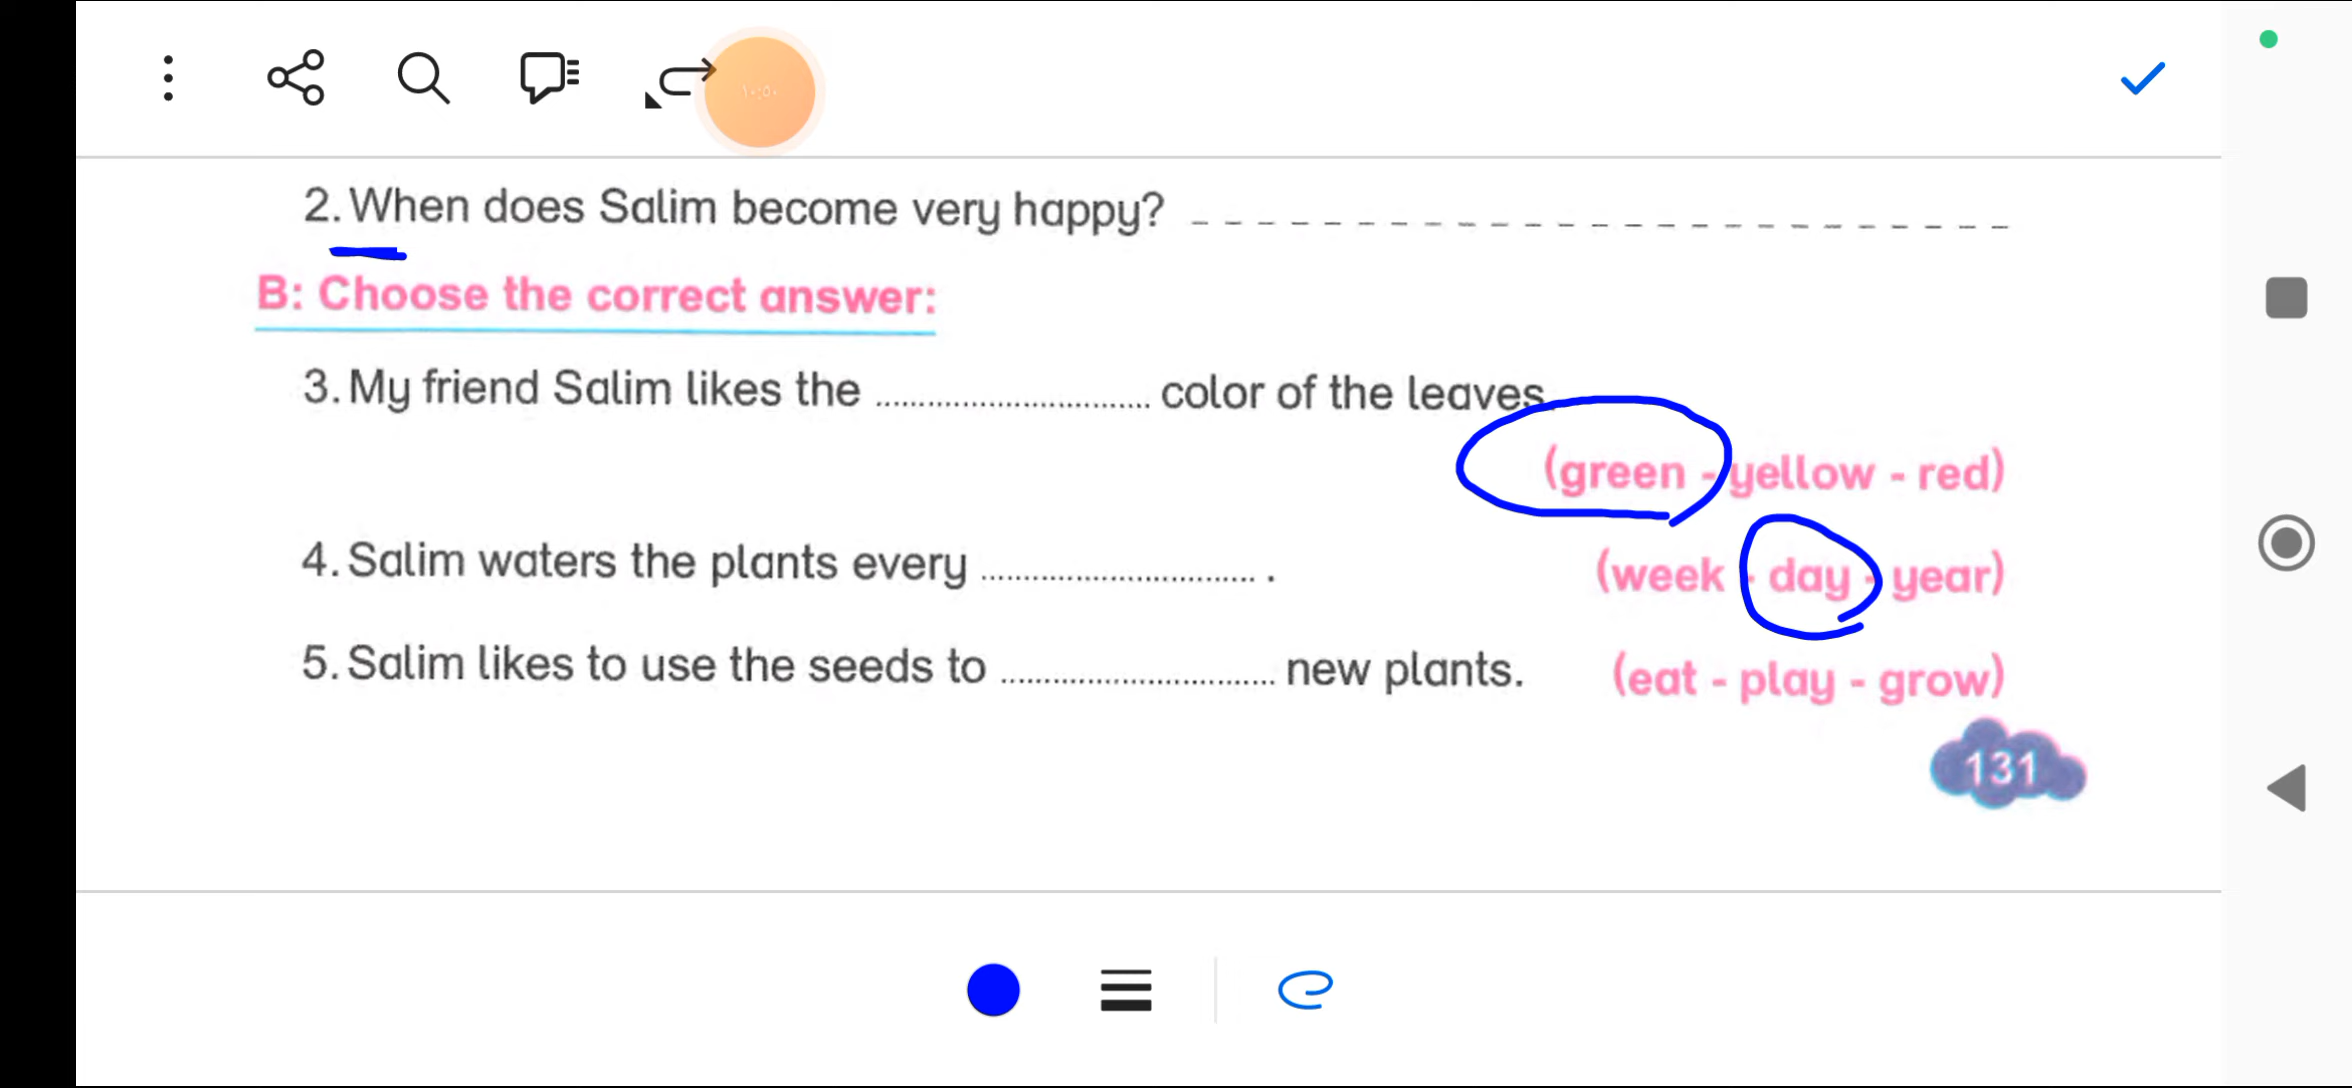 ١٠:٥٠
2. When does Salim become very happy? _ _ _ _ _ _ _ _ _ _ _ _ _ _ _ _ _ _ _ _ _ _ _ _ _
B: Choose the correct answer:
3. My friend Salim likes the ................................ color of the leaves.
(green - yellow - red)
4. Salim waters the plants every ................................ . (week - day - year)
5. Salim likes to use the seeds to ................................ new plants. (eat - play - grow)
131